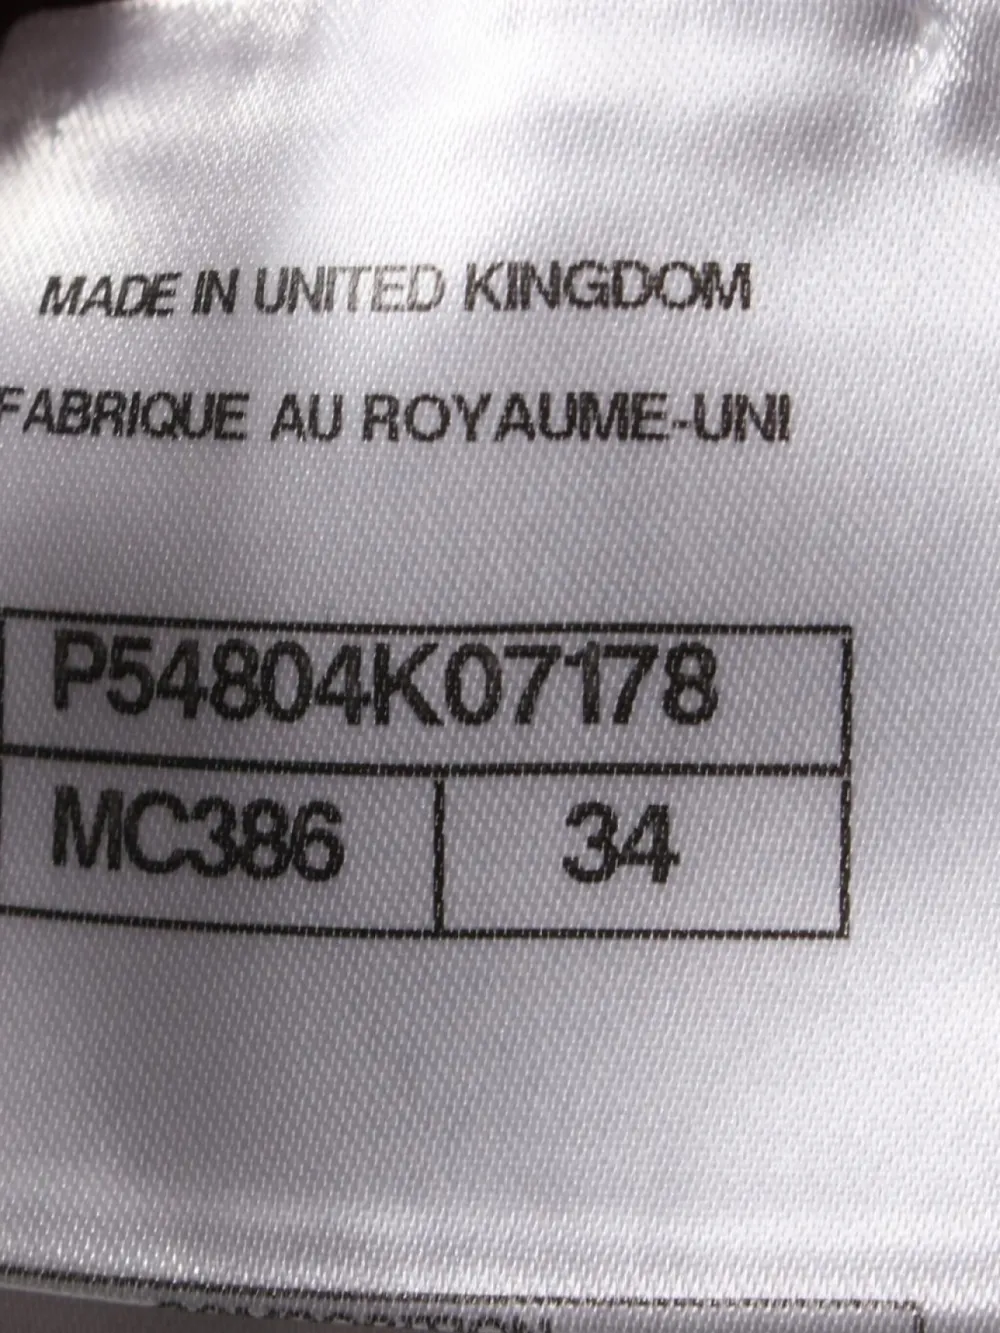 MADE IN UNITED KINGDOM
FABRIQUE AU ROYAUME-UNI
P54804K07178
MC386 34